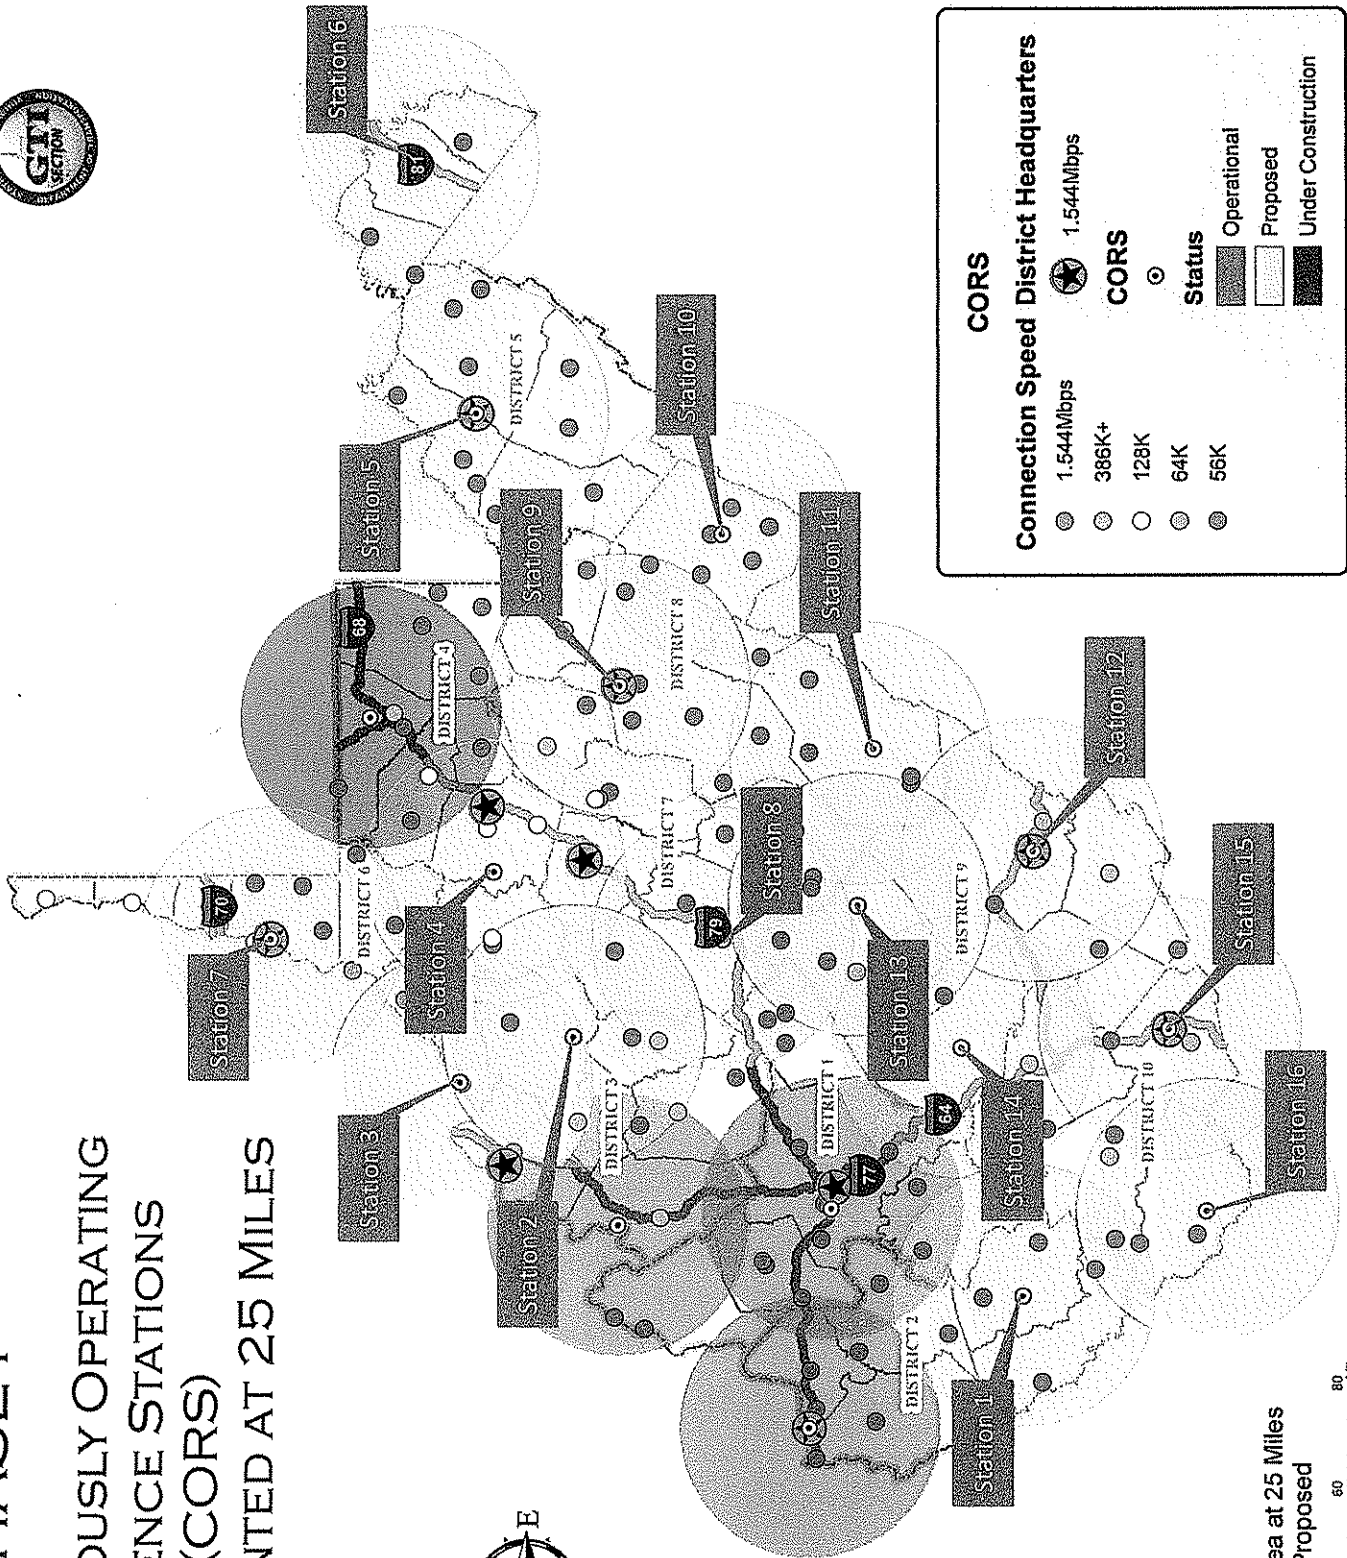 OUSLY OPERATING
ENCE STATIONS
(CORS)
NTED AT 25 MILES
GTI
SECTION
E
Station 1
Station 2
Station 3
Station 4
Station 5
Station 6
Station 7
Station 8
Station 9
Station 10
Station 11
Station 12
Station 13
Station 14
Station 15
Station 16
DISTRICT 1
DISTRICT 2
DISTRICT 3
DISTRICT 4
DISTRICT 5
DISTRICT 6
DISTRICT 7
DISTRICT 8
DISTRICT 9
DISTRICT 10
81
68
70
79
77
64
CORS
Connection Speed
1.544Mbps
386K+
128K
64K
56K
District Headquarters
1.544Mbps
CORS
Status
Operational
Proposed
Under Construction
ea at 25 Miles
Proposed
60
80